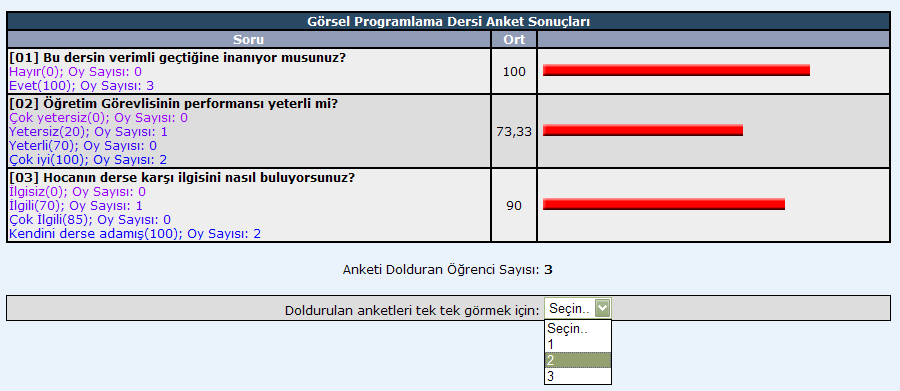 Görsel Programlama Dersi Anket Sonuçları
Soru Ort
[01] Bu dersin verimli geçtiğine inanıyor musunuz?
Hayır(0); Oy Sayısı: 0
Evet(100); Oy Sayısı: 3
100
[02] Öğretim Görevlisinin performansı yeterli mi?
Çok yetersiz(0); Oy Sayısı: 0
Yetersiz(20); Oy Sayısı: 1
Yeterli(70); Oy Sayısı: 0
Çok iyi(100); Oy Sayısı: 2
73,33
[03] Hocanın derse karşı ilgisini nasıl buluyorsunuz?
İlgisiz(0); Oy Sayısı: 0
İlgili(70); Oy Sayısı: 1
Çok İlgili(85); Oy Sayısı: 0
Kendini derse adamış(100); Oy Sayısı: 2
90
Anketi Dolduran Öğrenci Sayısı: 3
Doldurulan anketleri tek tek görmek için: Seçin..
Seçin..
1
2
3